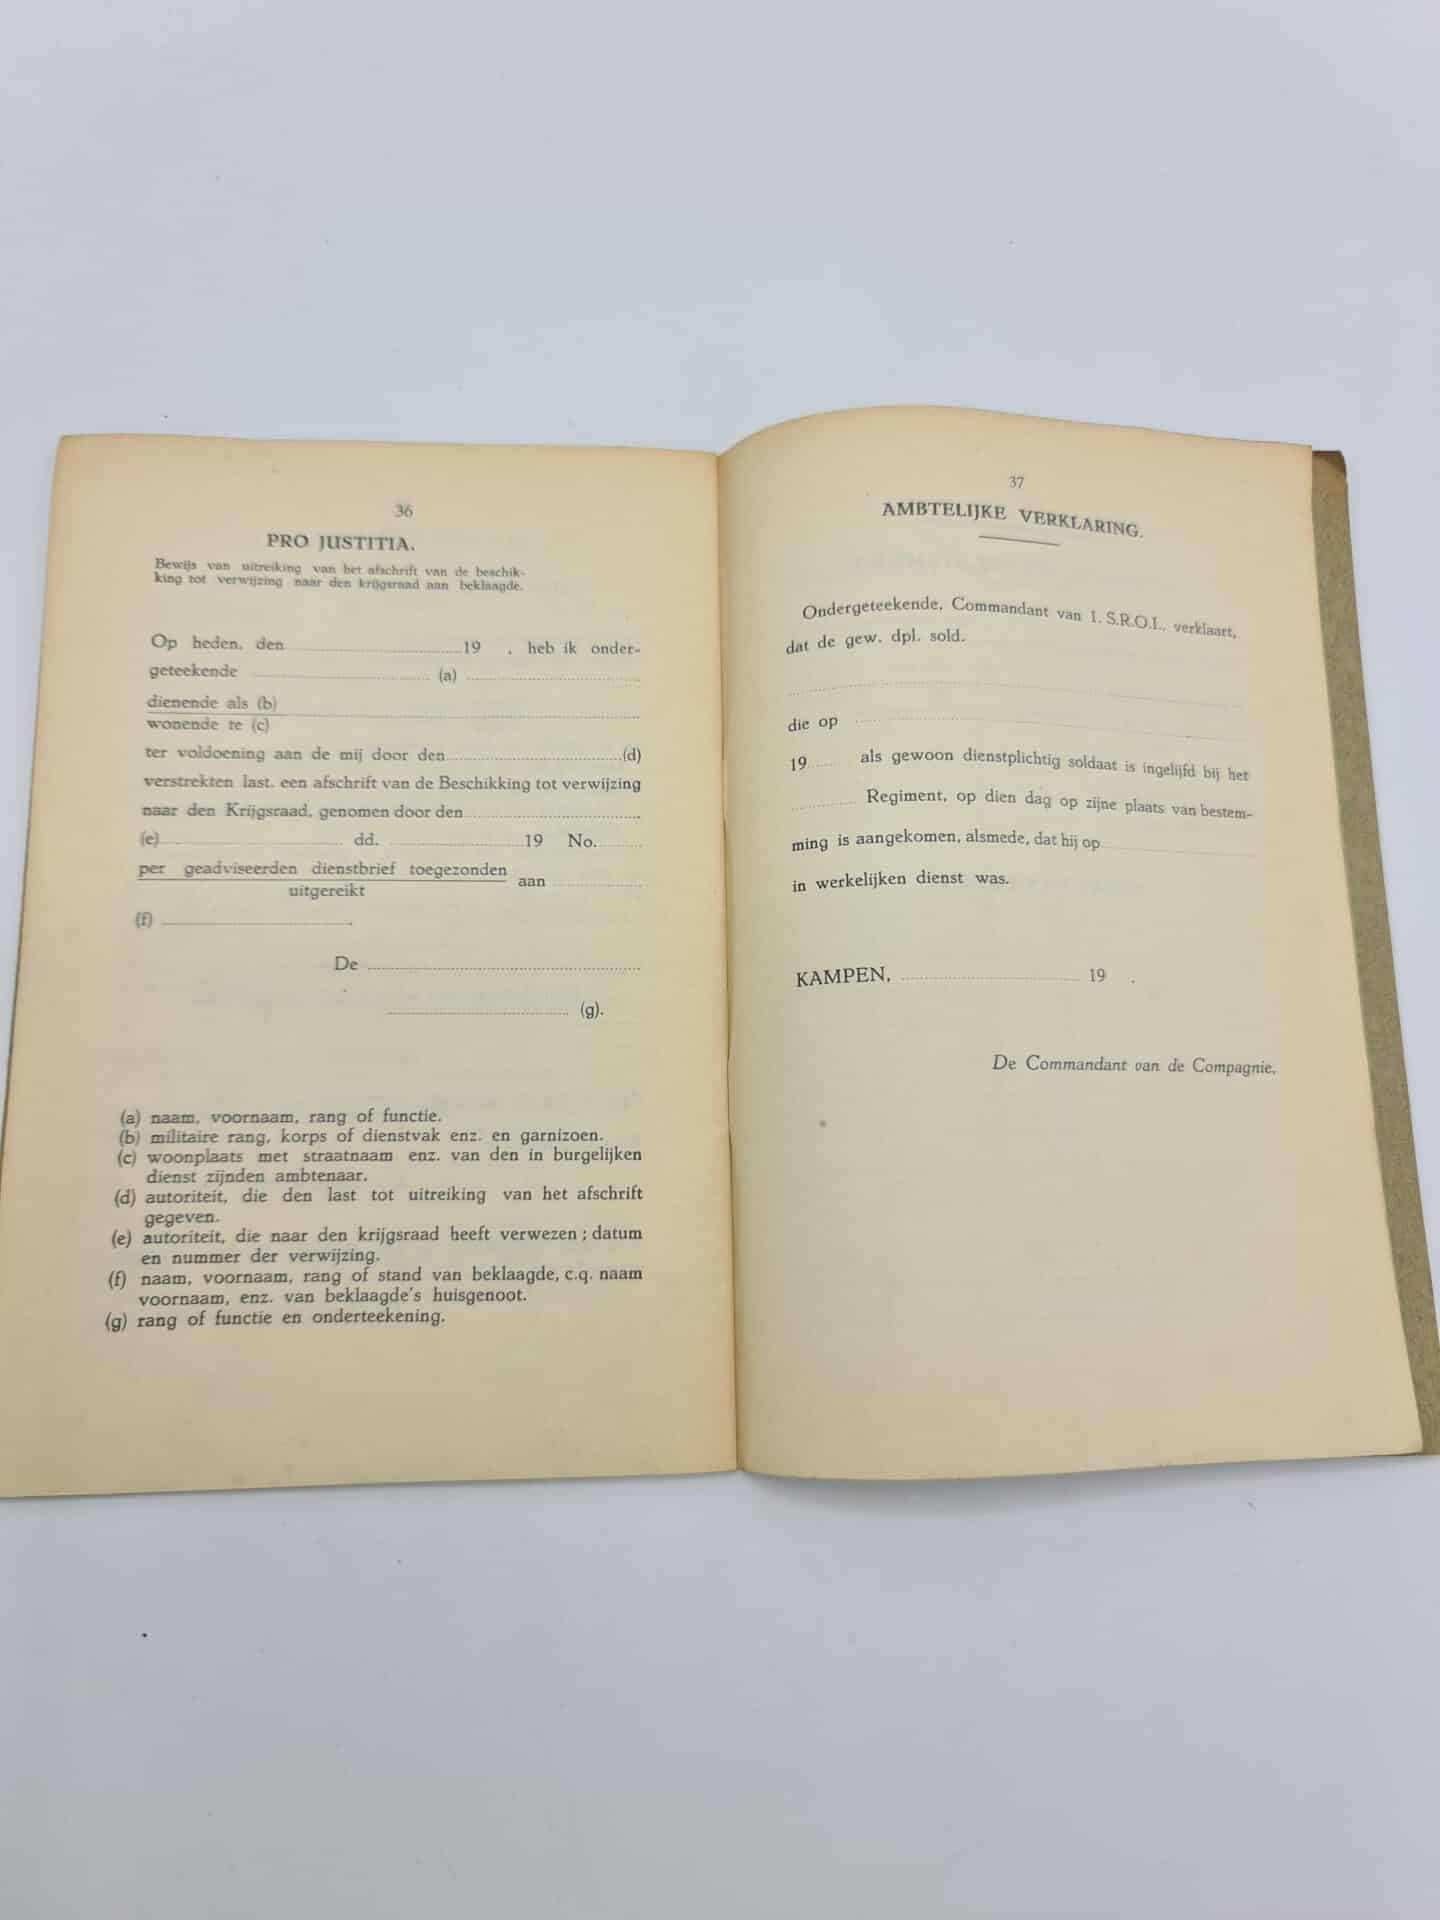 36
PRO JUSTITIA.
Bewijs van uitreiking van het afschrift van de beschik-
king tot verwijzing naar den krijgsraad aan beklaagde.
Op heden, den ........ 19 , heb ik onder-
geteekende ........ (a) ........
dienende als (b)
wonende te (c) ........
ter voldoening aan de mij door den ........ (d)
verstrekten last. een afschrift van de Beschikking tot verwijzing
naar den Krijgsraad, genomen door den ........
(e) ........ dd. ........ 19 No. ........
per geadviseerden dienstbrief toegezonden
uitgereikt
aan ........
(f) ........
De ........
........ (g).
(a) naam, voornaam, rang of functie.
(b) militaire rang, korps of dienstvak enz. en garnizoen.
(c) woonplaats met straatnaam enz. van den in burgelijken
dienst zijnden ambtenaar.
(d) autoriteit, die den last tot uitreiking van het afschrift
gegeven.
(e) autoriteit, die naar den krijgsraad heeft verwezen ; datum
en nummer der verwijzing.
(f) naam, voornaam, rang of stand van beklaagde, c.q. naam
voornaam, enz. van beklaagde's huisgenoot.
(g) rang of functie en onderteekening.
37
AMBTELIJKE VERKLARING.
Ondergeteekende, Commandant van 1. S.R.O.I., verklaart,
dat de gew. dpl. sold.
........
die op ........
19 ........ als gewoon dienstplichtig soldaat is ingelijfd bij het
........ Regiment, op dien dag op zijne plaats van bestem-
ming is aangekomen, alsmede, dat hij op ........
in werkelijken dienst was.
KAMPEN, ........ 19 .
De Commandant van de Compagnie,